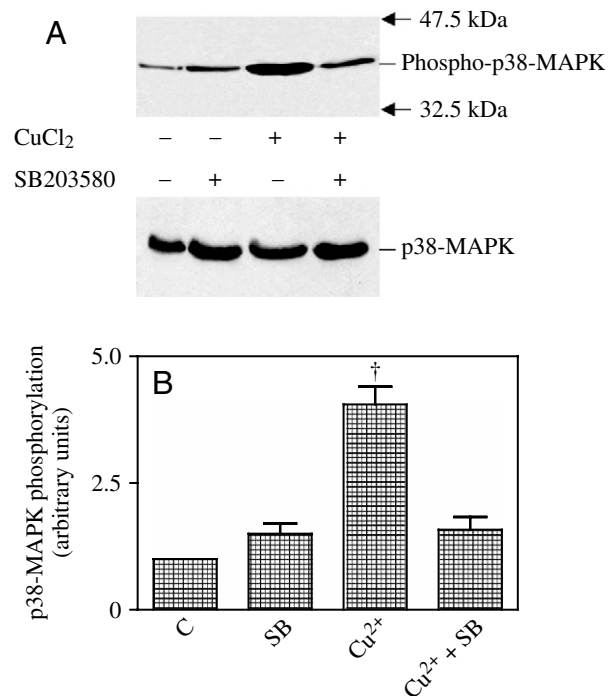 A
47.5 kDa
Phospho-p38-MAPK
32.5 kDa
CuCl₂ – – + +
SB203580 – + – +
p38-MAPK
B
p38-MAPK phosphorylation
(arbitrary units)
5.0
2.5
0
†
C SB Cu²⁺ Cu²⁺ + SB